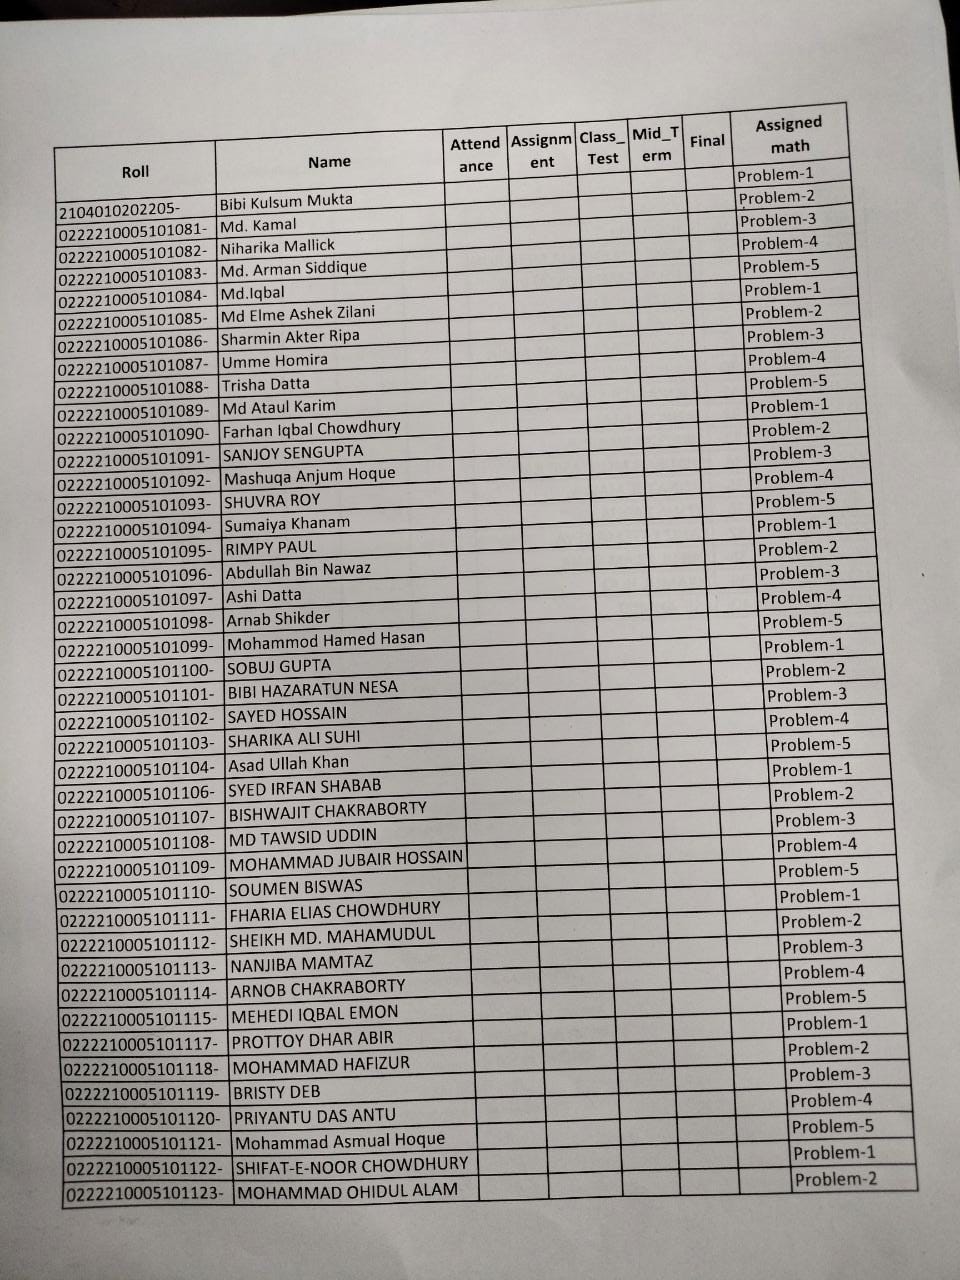 Roll Name Attend ance Assignm ent Class_ Test Mid_T erm Final Assigned math
2104010202205- Bibi Kulsum Mukta Problem-1
0222210005101081- Md. Kamal Problem-2
0222210005101082- Niharika Mallick Problem-3
0222210005101083- Md. Arman Siddique Problem-4
0222210005101084- Md.Iqbal Problem-5
0222210005101085- Md Elme Ashek Zilani Problem-1
0222210005101086- Sharmin Akter Ripa Problem-2
0222210005101087- Umme Homira Problem-3
0222210005101088- Trisha Datta Problem-4
0222210005101089- Md Ataul Karim Problem-5
0222210005101090- Farhan Iqbal Chowdhury Problem-1
0222210005101091- SANJOY SENGUPTA Problem-2
0222210005101092- Mashuqa Anjum Hoque Problem-3
0222210005101093- SHUVRA ROY Problem-4
0222210005101094- Sumaiya Khanam Problem-5
0222210005101095- RIMPY PAUL Problem-1
0222210005101096- Abdullah Bin Nawaz Problem-2
0222210005101097- Ashi Datta Problem-3
0222210005101098- Arnab Shikder Problem-4
0222210005101099- Mohammod Hamed Hasan Problem-5
0222210005101100- SOBUJ GUPTA Problem-1
0222210005101101- BIBI HAZARATUN NESA Problem-2
0222210005101102- SAYED HOSSAIN Problem-3
0222210005101103- SHARIKA ALI SUHI Problem-4
0222210005101104- Asad Ullah Khan Problem-5
0222210005101106- SYED IRFAN SHABAB Problem-1
0222210005101107- BISHWAJIT CHAKRABORTY Problem-2
0222210005101108- MD TAWSID UDDIN Problem-3
0222210005101109- MOHAMMAD JUBAIR HOSSAIN Problem-4
0222210005101110- SOUMEN BISWAS Problem-5
0222210005101111- FHARIA ELIAS CHOWDHURY Problem-1
0222210005101112- SHEIKH MD. MAHAMUDUL Problem-2
0222210005101113- NANJIBA MAMTAZ Problem-3
0222210005101114- ARNOB CHAKRABORTY Problem-4
0222210005101115- MEHEDI IQBAL EMON Problem-5
0222210005101117- PROTTOY DHAR ABIR Problem-1
0222210005101118- MOHAMMAD HAFIZUR Problem-2
0222210005101119- BRISTY DEB Problem-3
0222210005101120- PRIYANTU DAS ANTU Problem-4
0222210005101121- Mohammad Asmual Hoque Problem-5
0222210005101122- SHIFAT-E-NOOR CHOWDHURY Problem-1
0222210005101123- MOHAMMAD OHIDUL ALAM Problem-2